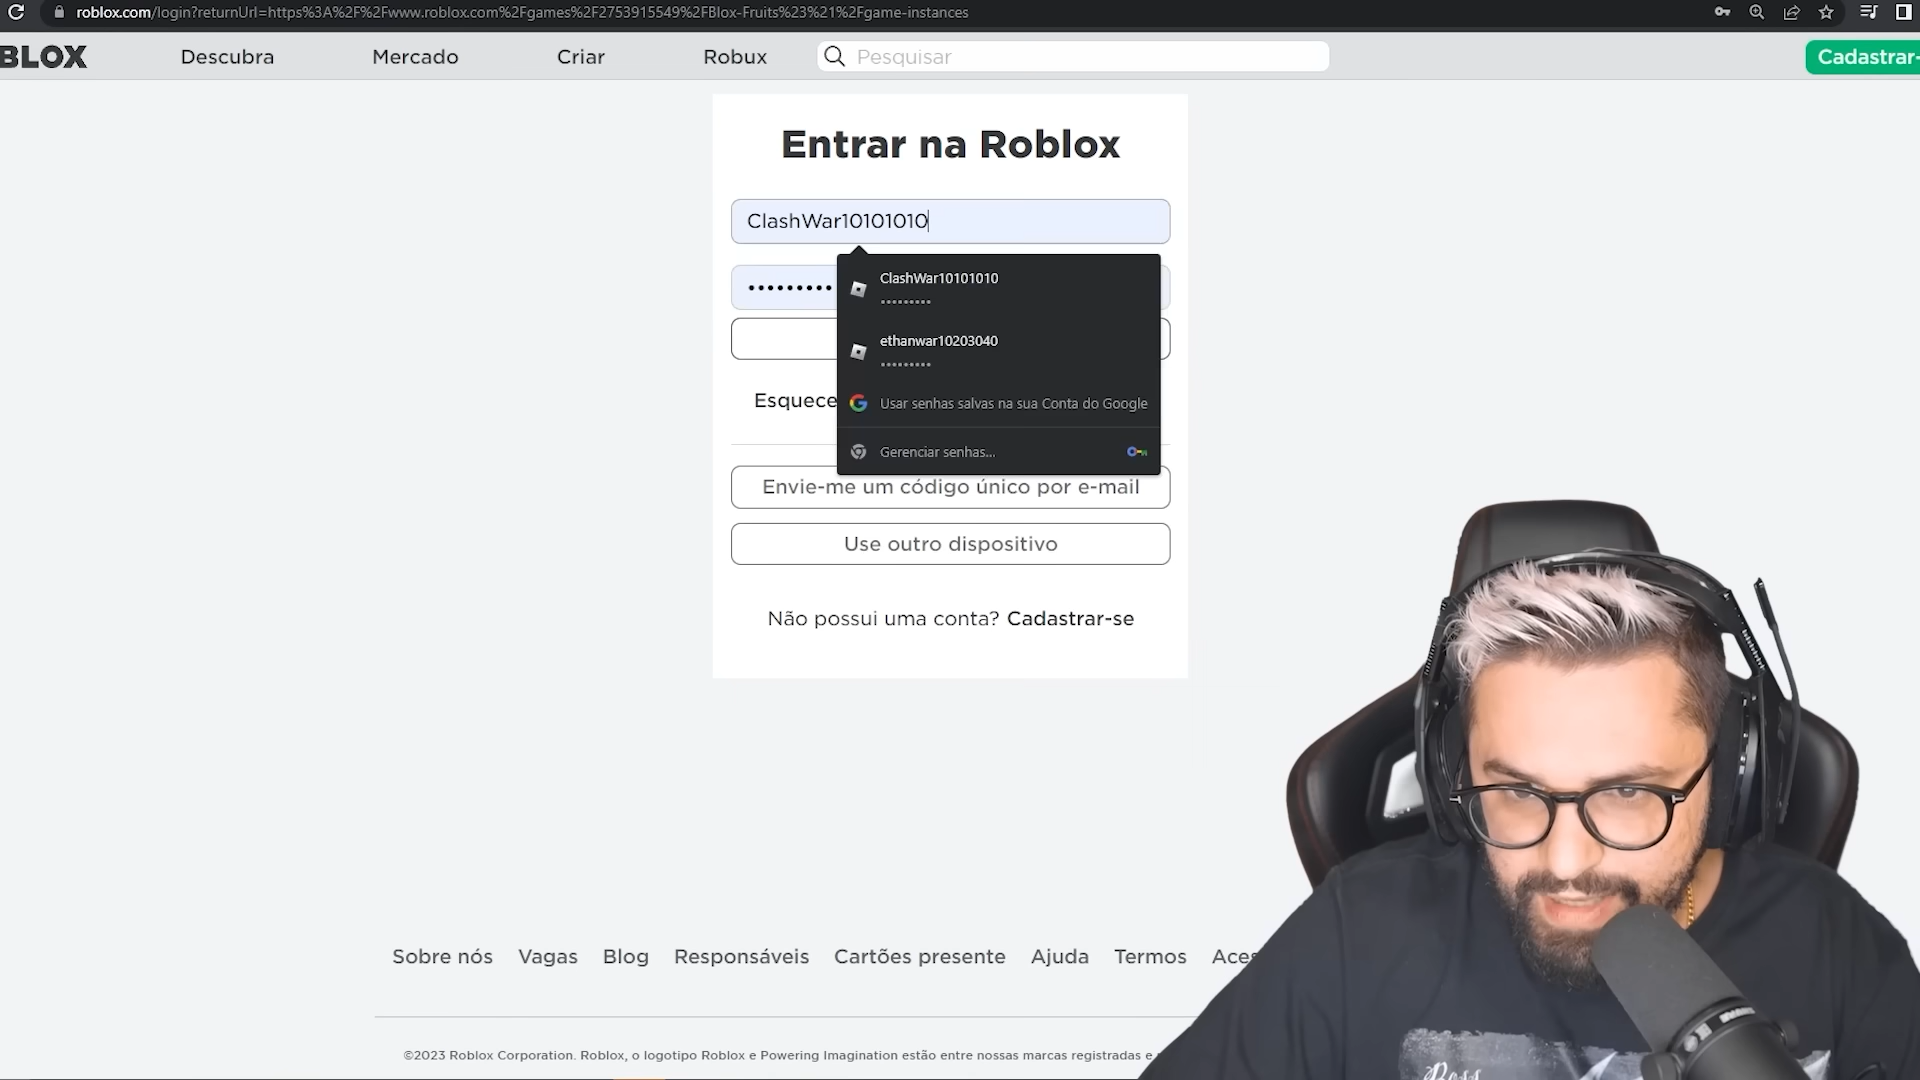 roblox.com/login?returnUrl=https%3A%2F%2Fwww.roblox.com%2Fgames%2F2753915549%2FBlox-Fruits%23%21%2Fgame-instances
BLOX
Descubra
Mercado
Criar
Robux
Pesquisar
Cadastrar-
Entrar na Roblox
ClashWar10101010
ClashWar10101010
ethanwar10203040
Usar senhas salvas na sua Conta do Google
Esquece
Gerenciar senhas...
Envie-me um código único por e-mail
Use outro dispositivo
Não possui uma conta? Cadastrar-se
Sobre nós
Vagas
Blog
Responsáveis
Cartões presente
Ajuda
Termos
Aces
©2023 Roblox Corporation. Roblox, o logotipo Roblox e Powering Imagination estão entre nossas marcas registradas e
Boss